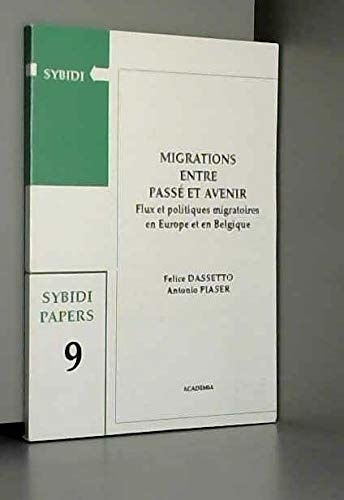 SYBIDI
MIGRATIONS
ENTRE
PASSÉ ET AVENIR
Flux et politiques migratoires
en Europe et en Belgique
Felice DASSETTO
Antonio PIASER
SYBIDI
PAPERS
9
ACADEMIA